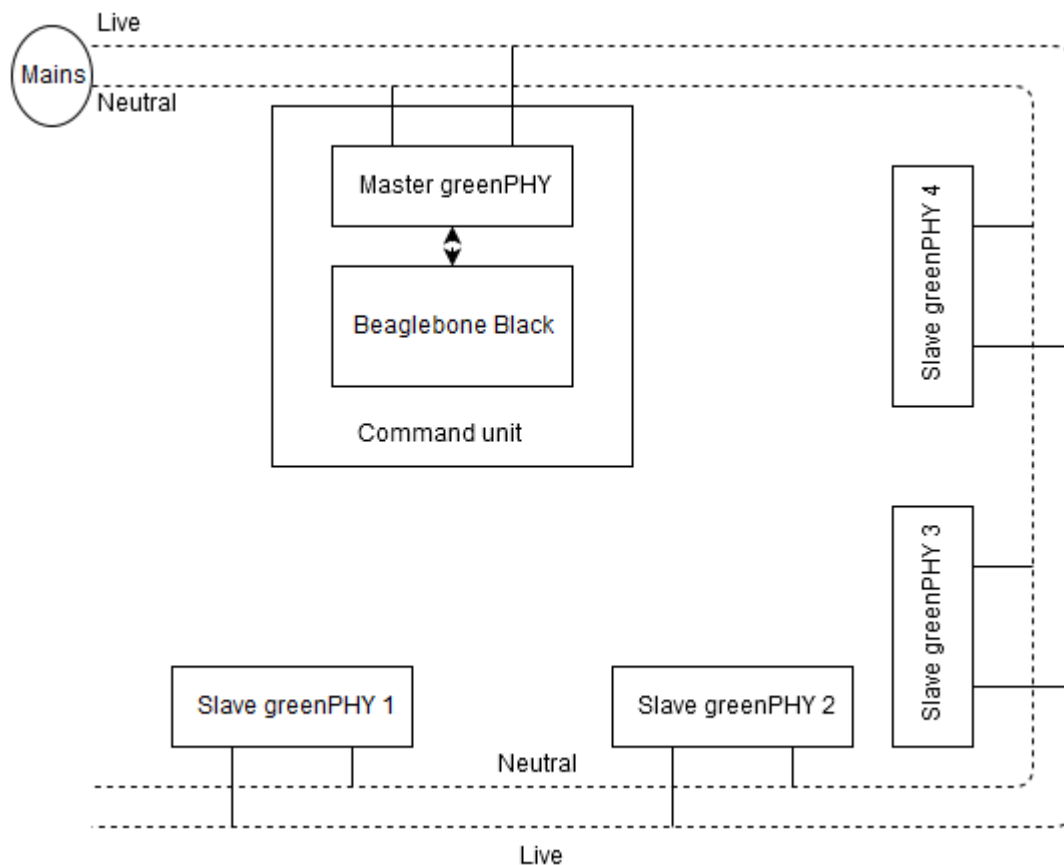 Live
Mains
Neutral
Master greenPHY
Beaglebone Black
Command unit
Slave greenPHY 4
Slave greenPHY 3
Slave greenPHY 1
Slave greenPHY 2
Neutral
Live